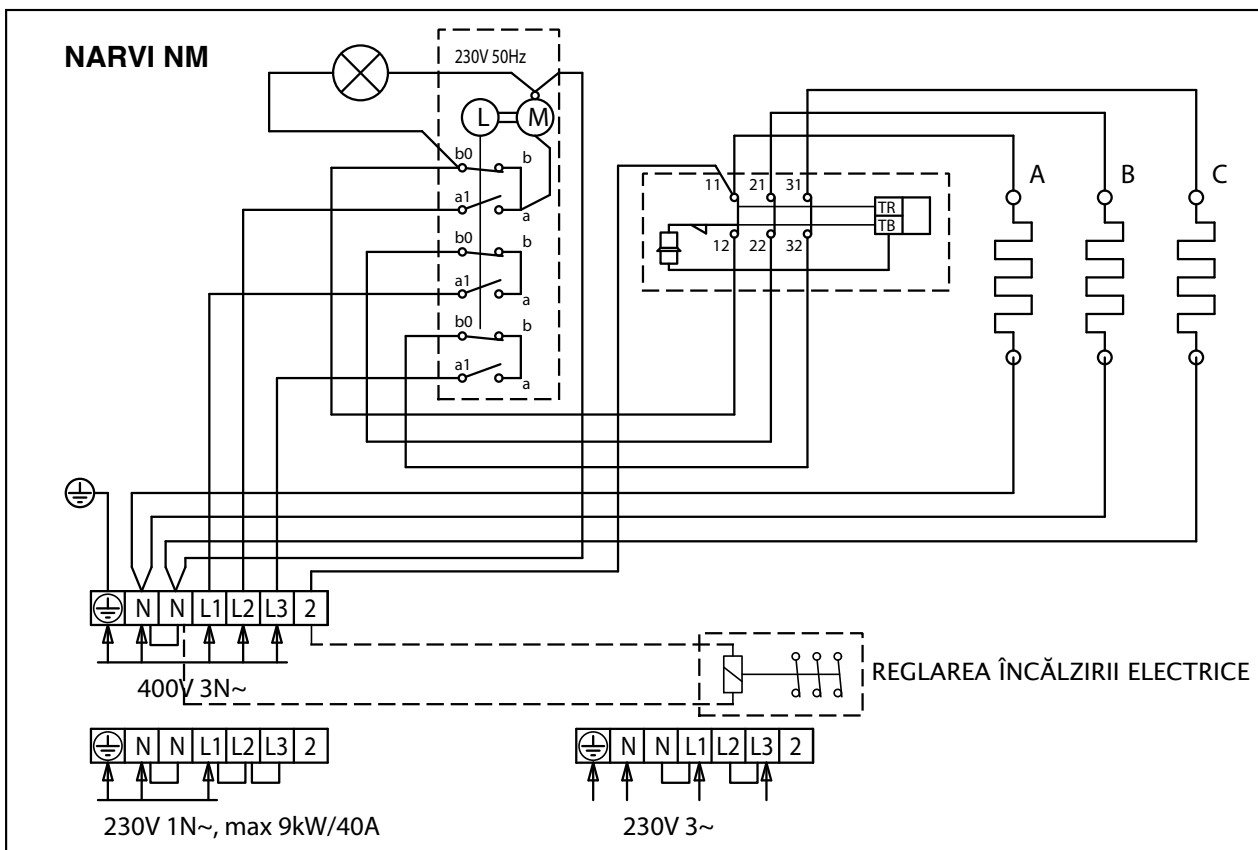 NARVI NM
230V 50Hz
L M
b0 b
a1 a
b0 b
a1 a
b0 b
a1 a
11 21 31
12 22 32
TR
TB
A B C
N N L1 L2 L3 2
400V 3N~
REGLAREA ÎNCĂLZIRII ELECTRICE
N N L1 L2 L3 2
230V 1N~, max 9kW/40A
N N L1 L2 L3 2
230V 3~